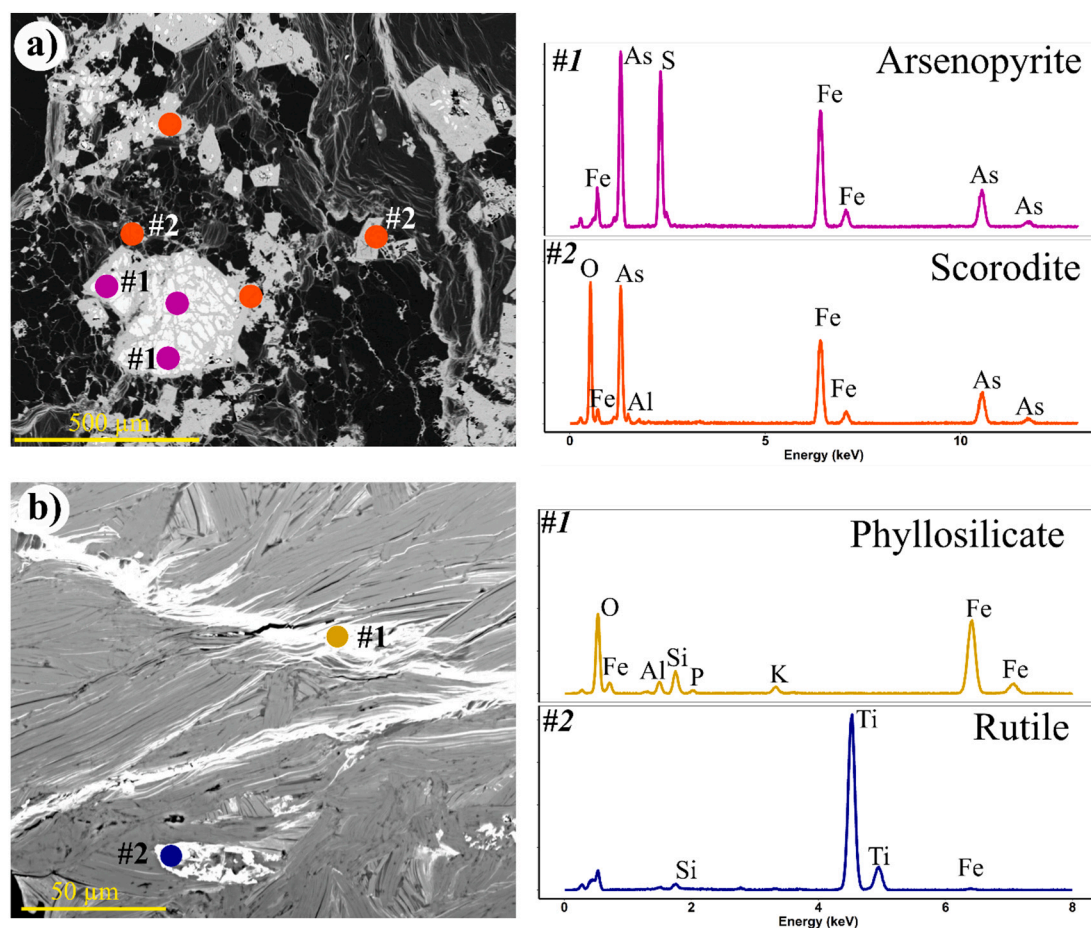 a)
#2
#2
#1
#1
500 µm
#1
Arsenopyrite
As
S
Fe
Fe
Fe
As
As
#2
Scorodite
O
As
Fe
Fe
Al
Fe
As
As
0
5
10
Energy (keV)
b)
#1
#2
50 µm
#1
Phyllosilicate
O
Fe
Al
Si
P
K
Fe
Fe
#2
Rutile
Ti
Si
Ti
Fe
0
2
4
6
8
Energy (keV)